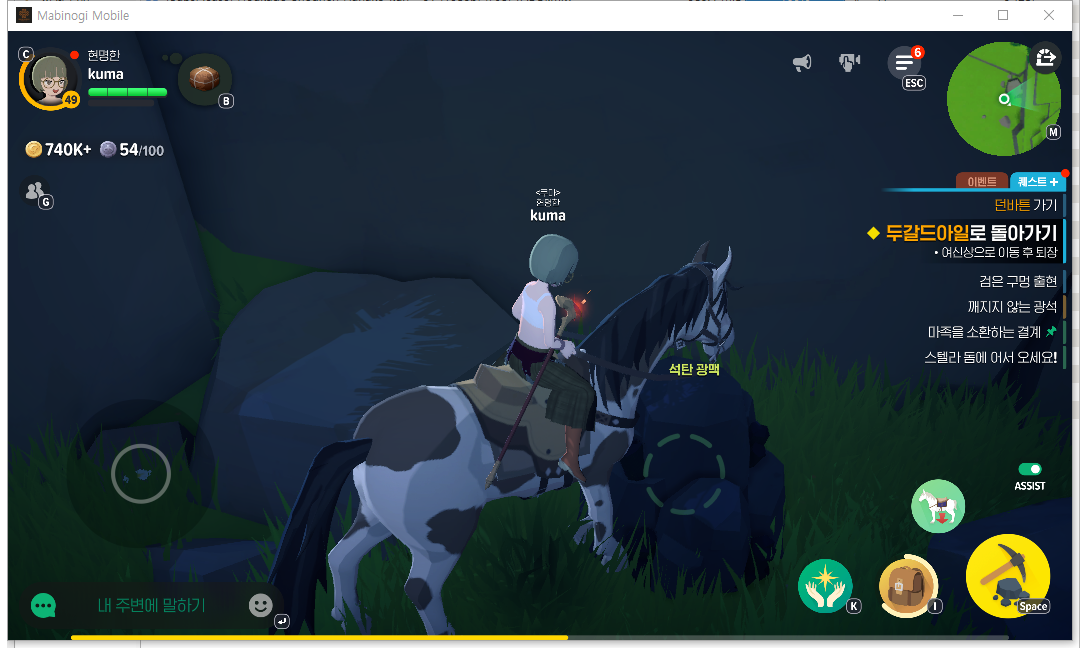 Mabinogi Mobile
C
현명한
kuma
49
B
6
ESC
M
740K+
54/100
G
이벤트
퀘스트 +
던바튼 가기
두갈드아일로 돌아가기
• 여신상으로 이동 후 퇴장
검은 구멍 출현
깨지지 않는 광석
마족을 소환하는 결계
스텔라 돔에 어서 오세요!
현명한
kuma
석탄 광맥
ASSIST
내 주변에 말하기
K
I
Space